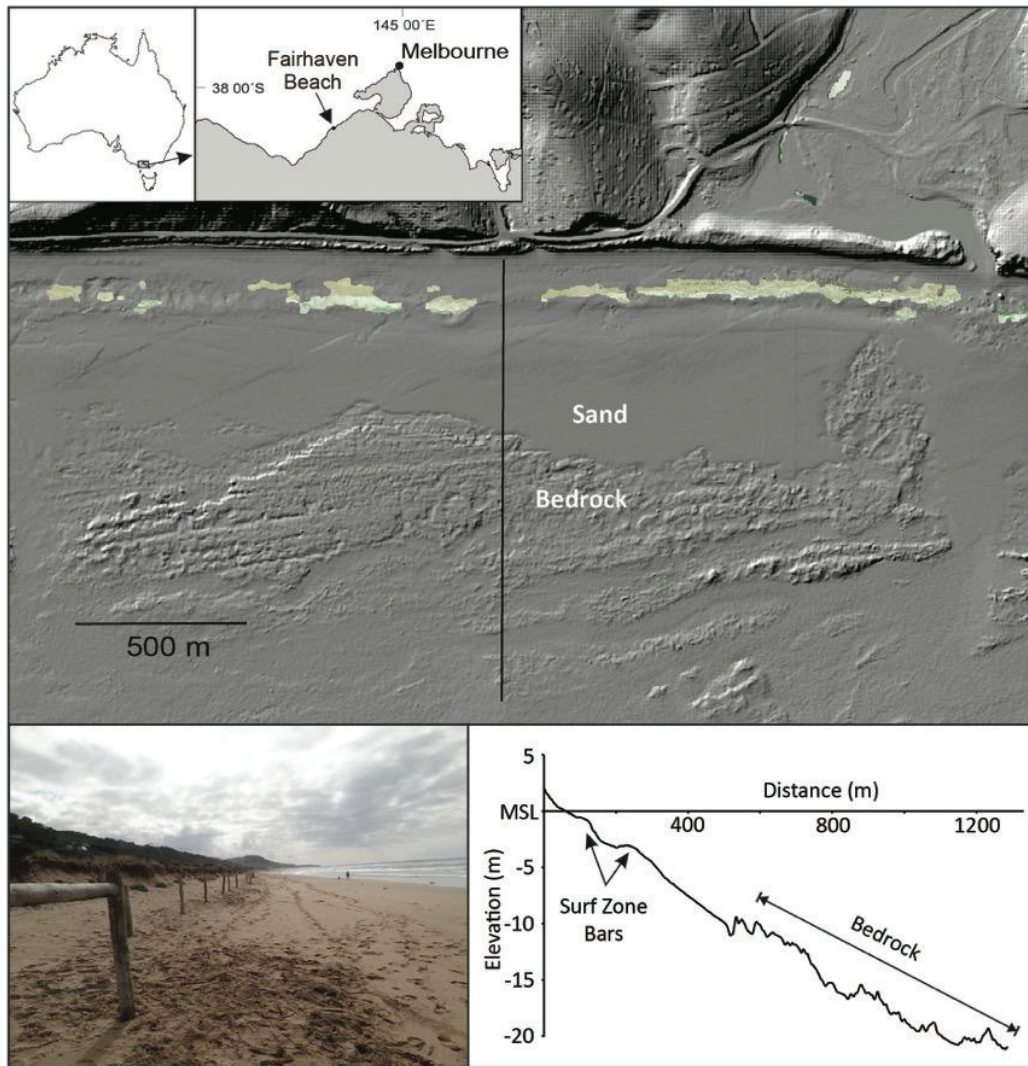 145 00´E
Melbourne
Fairhaven
Beach
38 00´S
Sand
Bedrock
500 m
5
Distance (m)
MSL
400
800
1200
-5
Surf Zone
Bars
-10
Bedrock
-15
-20
Elevation (m)